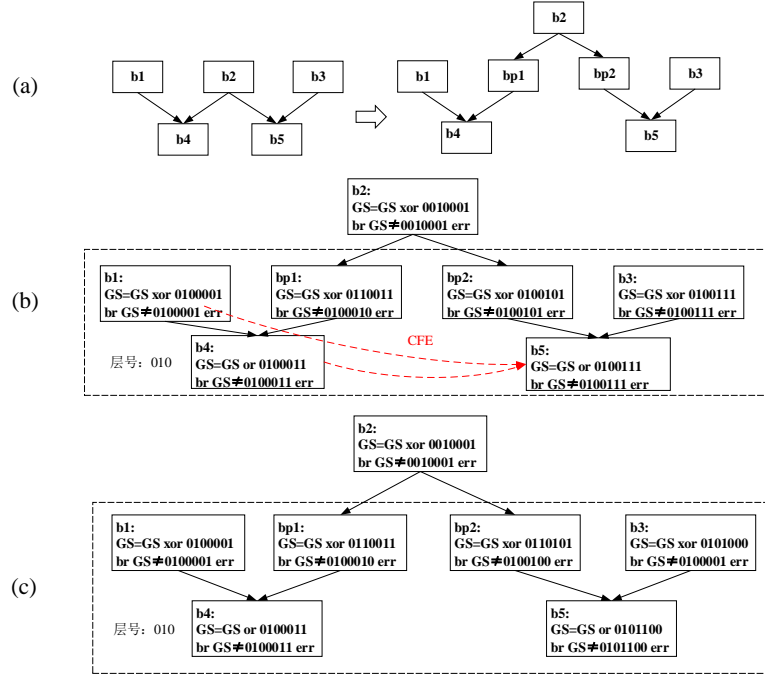 b2
b1 b2 b3 b1 bp1 bp2 b3
(a)
b4 b5 b4 b5
b2:
GS=GS xor 0010001
br GS≠0010001 err
(b)
b1:
GS=GS xor 0100001
br GS≠0100001 err
bp1:
GS=GS xor 0110011
br GS≠0100010 err
bp2:
GS=GS xor 0100101
br GS≠0100101 err
b3:
GS=GS xor 0100111
br GS≠0100111 err
CFE
层号：010
b4:
GS=GS or 0100011
br GS≠0100011 err
b5:
GS=GS or 0100111
br GS≠0100111 err
b2:
GS=GS xor 0010001
br GS≠0010001 err
(c)
b1:
GS=GS xor 0100001
br GS≠0100001 err
bp1:
GS=GS xor 0110011
br GS≠0100010 err
bp2:
GS=GS xor 0110101
br GS≠0100100 err
b3:
GS=GS xor 0101000
br GS≠0100001 err
层号：010
b4:
GS=GS or 0100011
br GS≠0100011 err
b5:
GS=GS or 0101100
br GS≠0101100 err